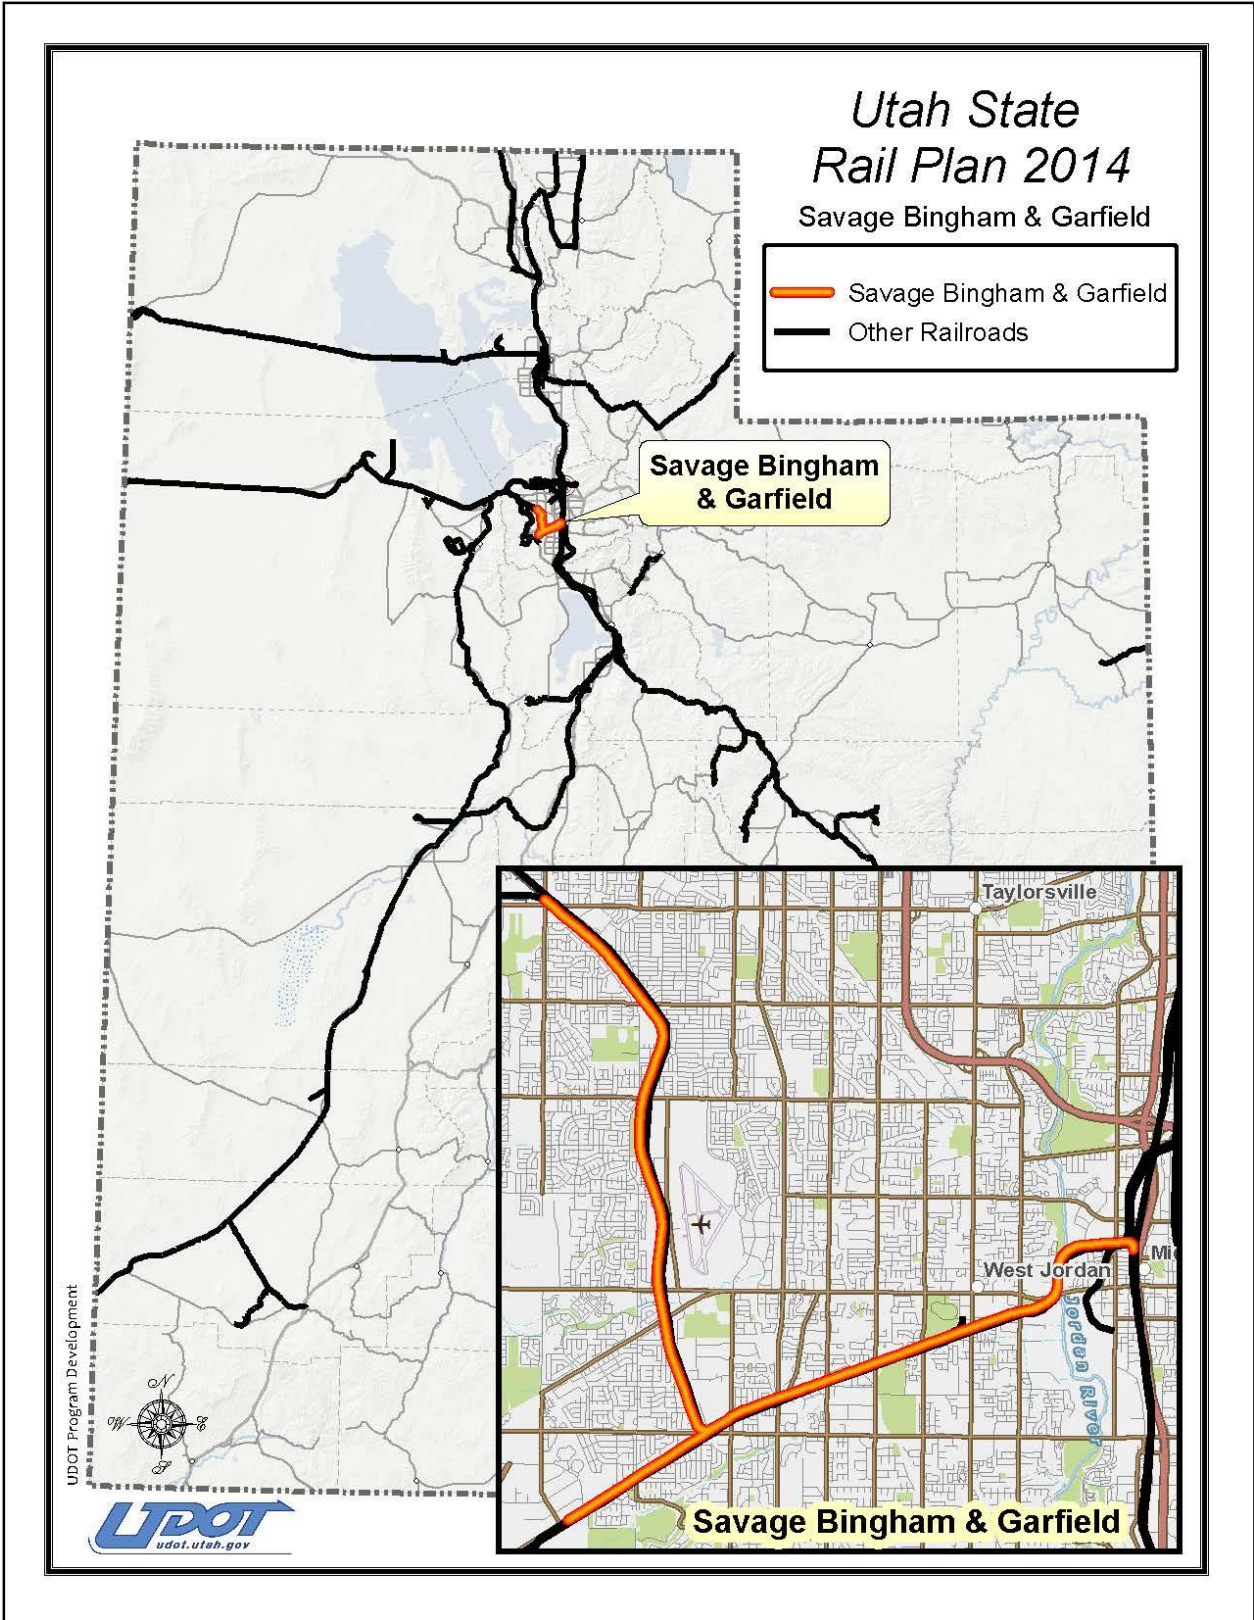 Utah State
Rail Plan 2014
Savage Bingham & Garfield
Savage Bingham & Garfield
Other Railroads
Savage Bingham
& Garfield
Taylorsville
West Jordan
Mi
Jordan River
Savage Bingham & Garfield
UDOT Program Development
N
W
E
S
UDOT
udot.utah.gov